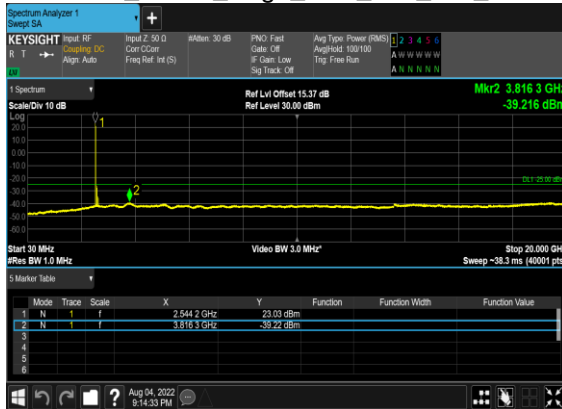 Spectrum Analyzer 1
Swept SA
KEYSIGHT Input: RF Input Z: 50 Ω #Atten: 30 dB PNO: Fast Avg Type: Power (RMS) 1 2 3 4 5 6
R T Coupling: DC Corr CCorr Gate: Off Avg|Hold: 100/100 A W W W W W
Align: Auto Freq Ref: Int (S) IF Gain: Low Trig: Free Run
Sig Track: Off A N N N N N
1 Spectrum Ref Lvl Offset 15.37 dB Mkr2 3.816 3 GHz
Scale/Div 10 dB Ref Level 30.00 dBm -39.216 dBm
Log
20.0
10.0
0.00
-10.0
-20.0
-30.0
-40.0
-50.0
-60.0
1
2
DL1 -25.00 dBm
Start 30 MHz Video BW 3.0 MHz* Stop 20.000 GH
#Res BW 1.0 MHz Sweep ~38.3 ms (40001 pts
5 Marker Table
Mode Trace Scale X Y Function Function Width Function Value
1 N 1 f 2.544 2 GHz 23.03 dBm
2 N 1 f 3.816 3 GHz -39.22 dBm
3
4
5
6
? Aug 04, 2022
9:14:33 PM